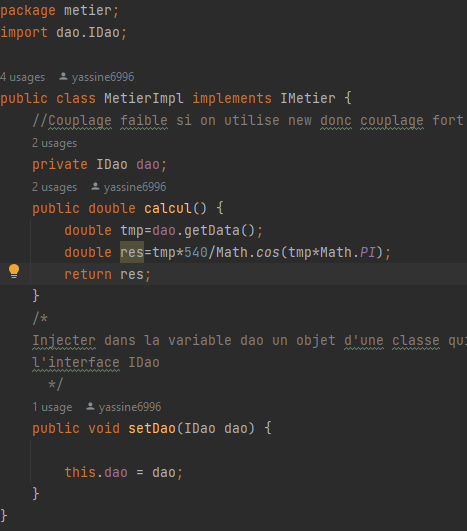 package metier;
import dao.IDao;
4 usages yassine6996
public class MetierImpl implements IMetier {
//Couplage faible si on utilise new donc couplage fort
2 usages
private IDao dao;
2 usages yassine6996
public double calcul() {
double tmp=dao.getData();
double res=tmp*540/Math.cos(tmp*Math.PI);
return res;
}
/*
Injecter dans la variable dao un objet d'une classe qu
l'interface IDao
*/
1 usage yassine6996
public void setDao(IDao dao) {
this.dao = dao;
}
}